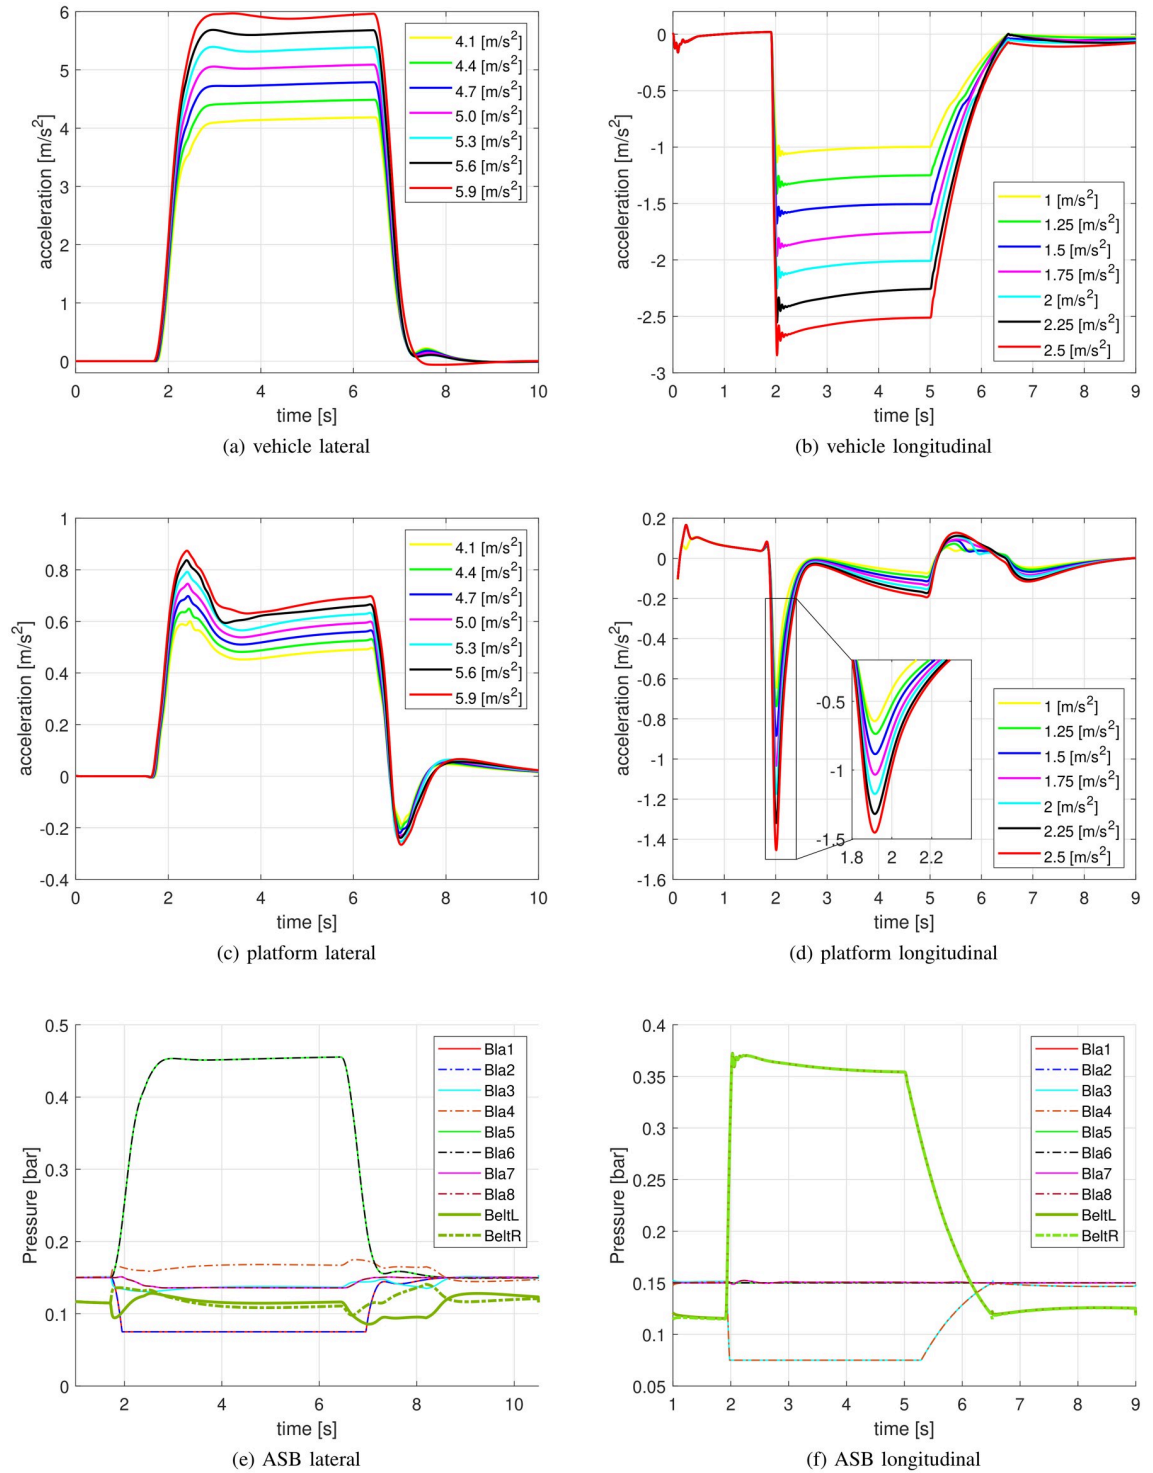 6
5
4
3
2
1
0
0 2 4 6 8 10
acceleration [m/s²]
time [s]
4.1 [m/s²]
4.4 [m/s²]
4.7 [m/s²]
5.0 [m/s²]
5.3 [m/s²]
5.6 [m/s²]
5.9 [m/s²]
(a) vehicle lateral
0
-0.5
-1
-1.5
-2
-2.5
-3
0 1 2 3 4 5 6 7 8 9
acceleration [m/s²]
time [s]
1 [m/s²]
1.25 [m/s²]
1.5 [m/s²]
1.75 [m/s²]
2 [m/s²]
2.25 [m/s²]
2.5 [m/s²]
(b) vehicle longitudinal
1
0.8
0.6
0.4
0.2
0
-0.2
-0.4
0 2 4 6 8 10
acceleration [m/s²]
time [s]
4.1 [m/s²]
4.4 [m/s²]
4.7 [m/s²]
5.0 [m/s²]
5.3 [m/s²]
5.6 [m/s²]
5.9 [m/s²]
(c) platform lateral
0.2
0
-0.2
-0.4
-0.6
-0.8
-1
-1.2
-1.4
-1.6
0 1 2 3 4 5 6 7 8 9
acceleration [m/s²]
time [s]
-0.5
-1
-1.5
1.8 2 2.2
1 [m/s²]
1.25 [m/s²]
1.5 [m/s²]
1.75 [m/s²]
2 [m/s²]
2.25 [m/s²]
2.5 [m/s²]
(d) platform longitudinal
0.5
0.4
0.3
0.2
0.1
0
2 4 6 8 10
Pressure [bar]
time [s]
Bla1
Bla2
Bla3
Bla4
Bla5
Bla6
Bla7
Bla8
BeltL
BeltR
(e) ASB lateral
0.4
0.35
0.3
0.25
0.2
0.15
0.1
0.05
1 2 3 4 5 6 7 8 9
Pressure [bar]
time [s]
Bla1
Bla2
Bla3
Bla4
Bla5
Bla6
Bla7
Bla8
BeltL
BeltR
(f) ASB longitudinal